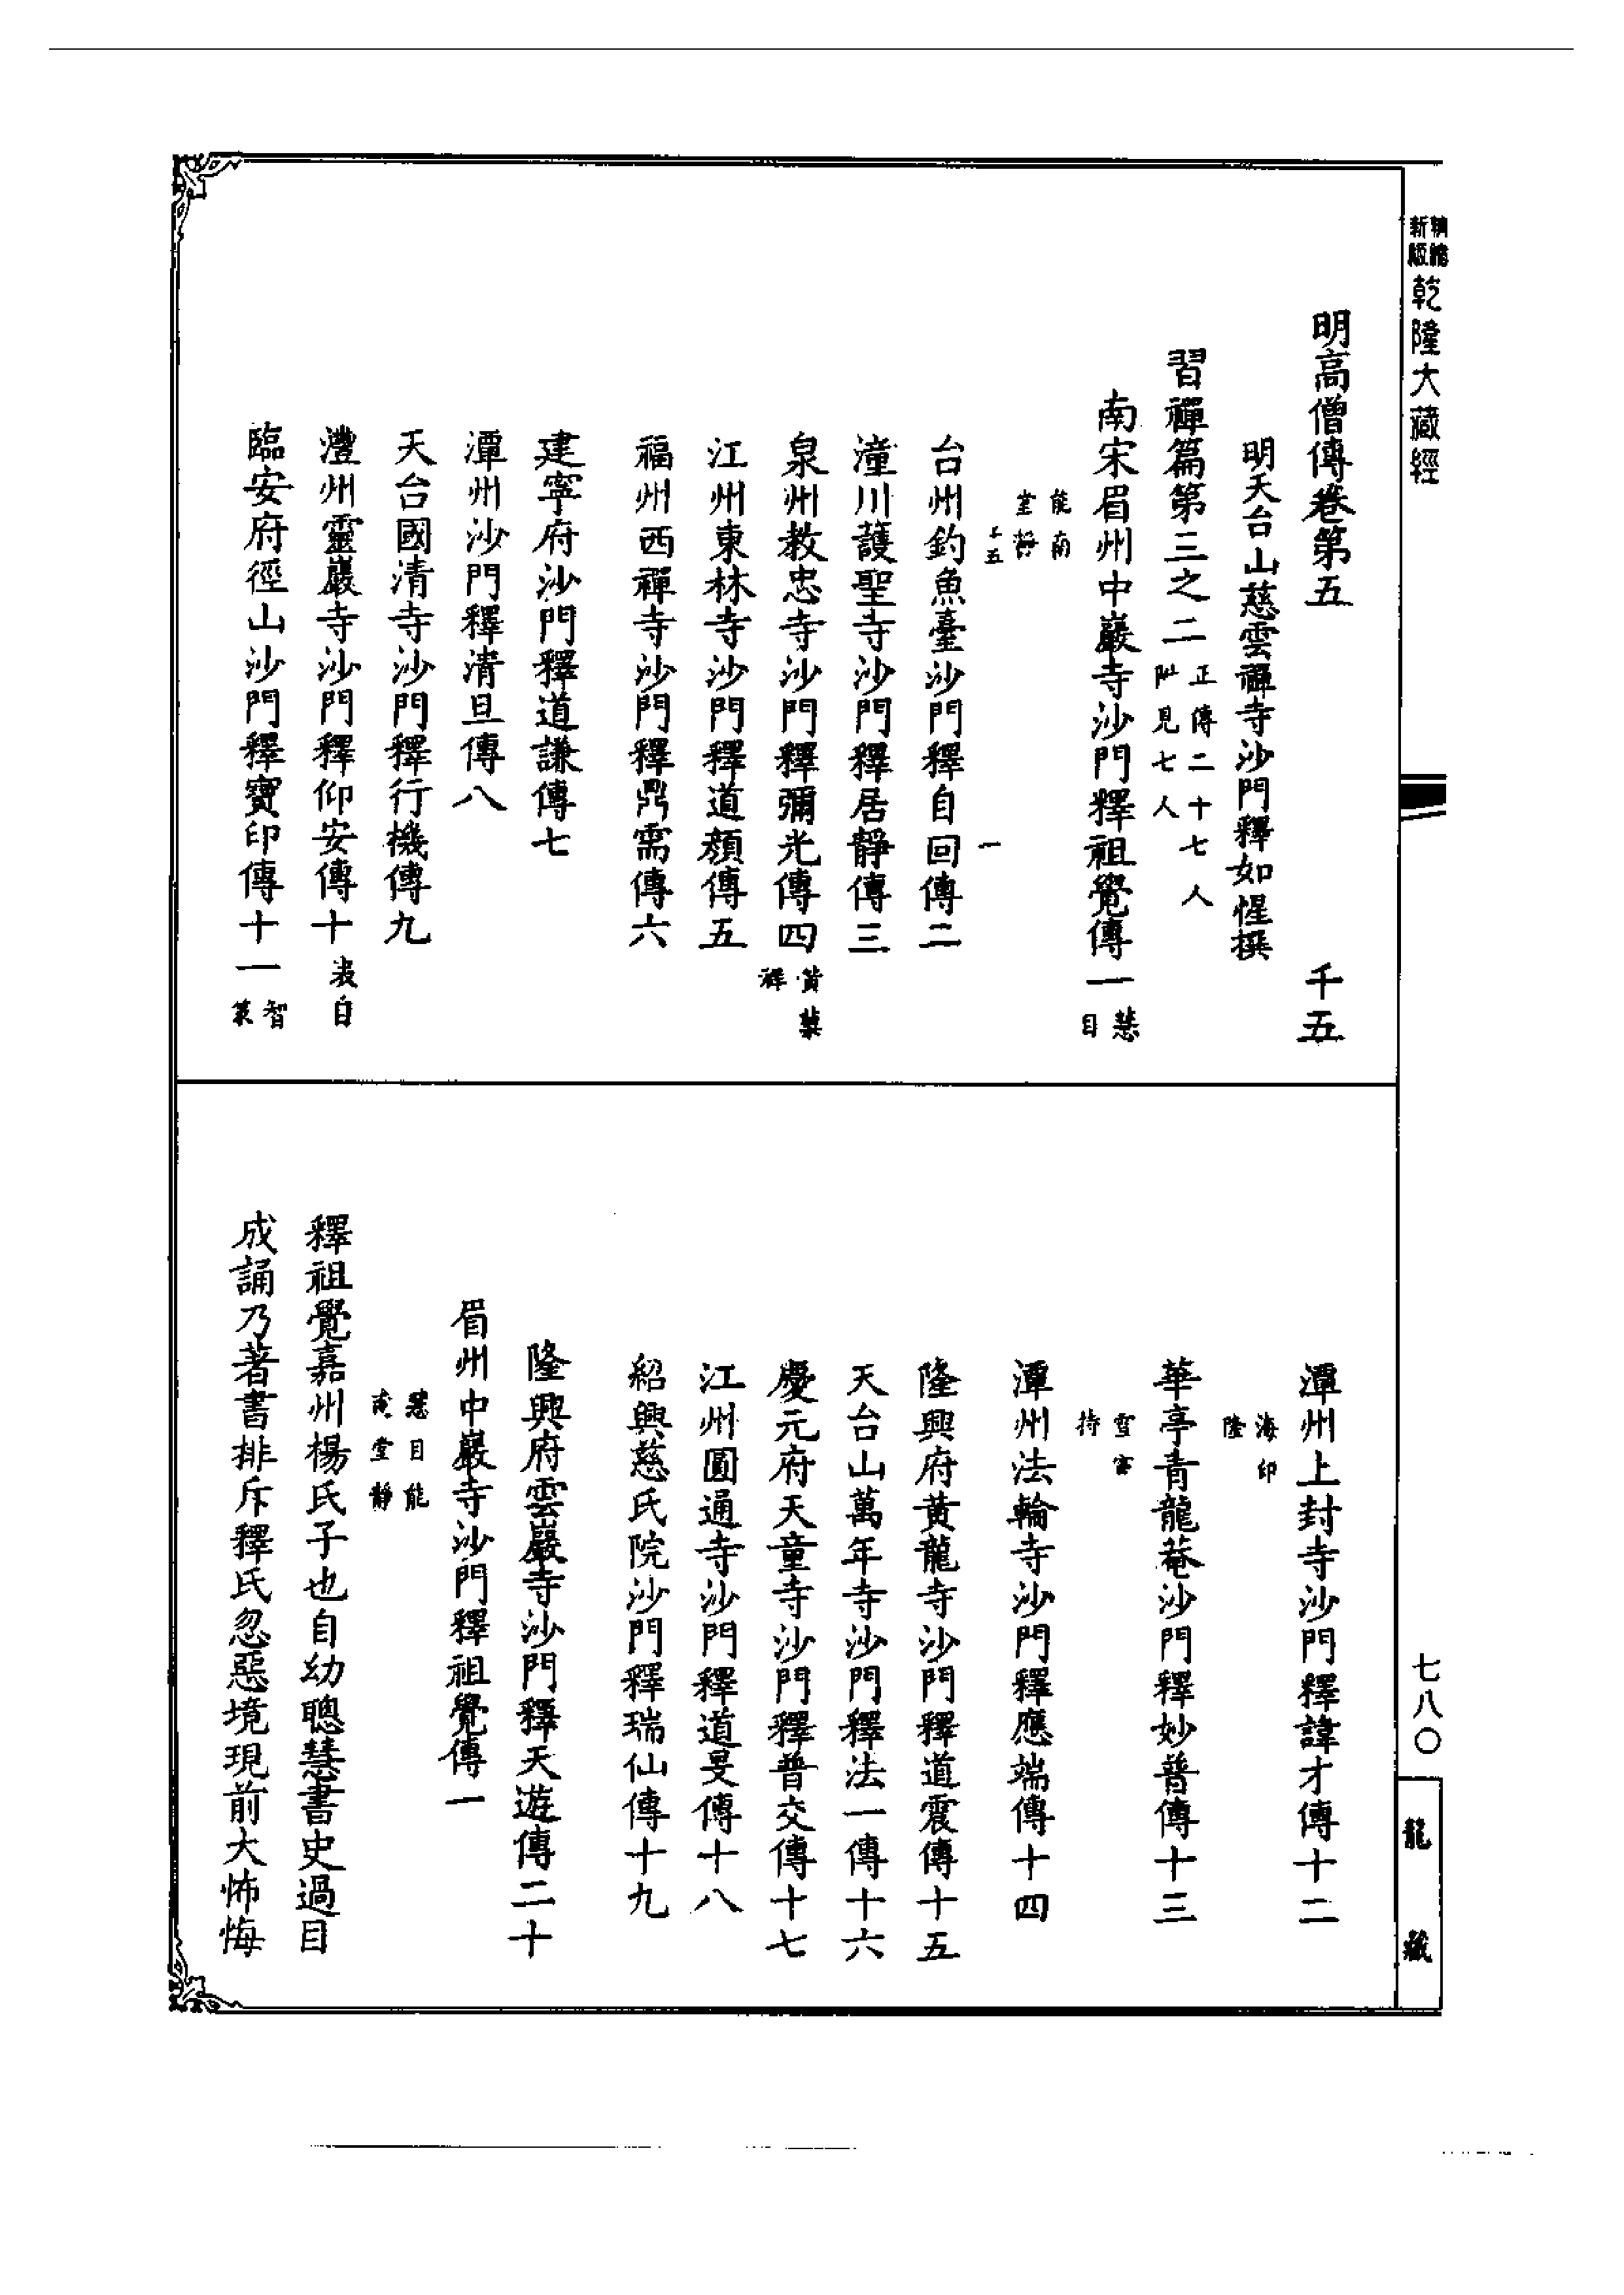 新版
乾隆大藏經
明高僧傳卷第五 千五
明天台山慈雲禪寺沙門釋如惺撰
習禪篇第三之二 正傳二十七人 附見七人
南宋眉州中巖寺沙門釋祖覺傳一 慧目
能南
堂靜
千五 一
台州釣魚臺沙門釋自回傳二
潼川護聖寺沙門釋居靜傳三
泉州教忠寺沙門釋彌光傳四 黃蘗祥
江州東林寺沙門釋道顏傳五
福州西禪寺沙門釋鼎需傳六
建寧府沙門釋道謙傳七
潭州沙門釋清旦傳八
天台國清寺沙門釋行機傳九
灃州靈巖寺沙門釋仰安傳十 表自
臨安府徑山沙門釋寶印傳十一 智策
潭州上封寺沙門釋諱才傳十二
海印
隆
華亭青龍菴沙門釋妙普傳十三
雪竇
持
潭州法輪寺沙門釋應端傳十四
隆興府黃龍寺沙門釋道震傳十五
天台山萬年寺沙門釋法一傳十六
慶元府天童寺沙門釋普交傳十七
江州圓通寺沙門釋道旻傳十八
紹興慈氏院沙門釋瑞仙傳十九
隆興府雲巖寺沙門釋天遊傳二十
眉州中巖寺沙門釋祖覺傳一
慧目能
南堂靜
釋祖覺嘉州楊氏子也自幼聰慧書史過目
成誦乃著書排斥釋氏忽惡境現前大怖悔
七八〇
龍藏